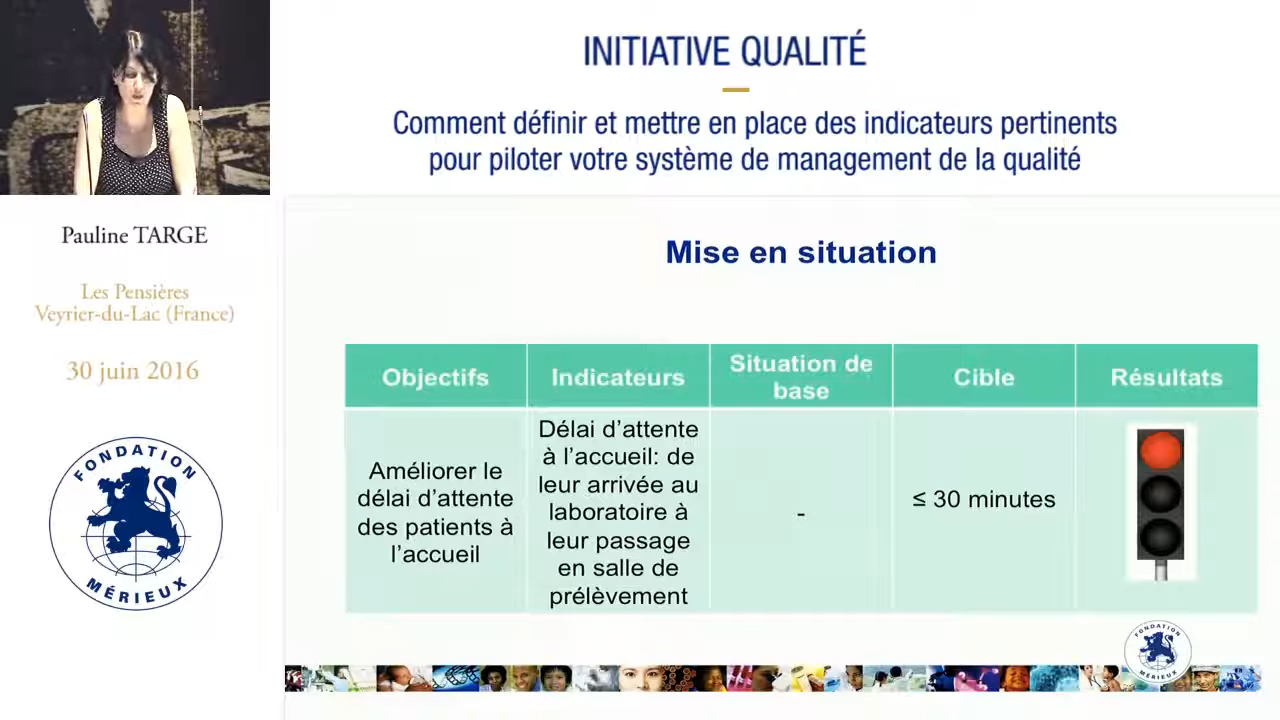 INITIATIVE QUALITÉ
Comment définir et mettre en place des indicateurs pertinents
pour piloter votre système de management de la qualité
Pauline TARGE
Les Pensières
Veyrier-du-Lac (France)
30 juin 2016
FONDATION
MÉRIEUX
Mise en situation
Objectifs
Indicateurs
Situation de
base
Cible
Résultats
Améliorer le
délai d’attente
des patients à
l’accueil
Délai d’attente
à l’accueil: de
leur arrivée au
laboratoire à
leur passage
en salle de
prélèvement
-
≤ 30 minutes
FONDATION
MÉRIEUX